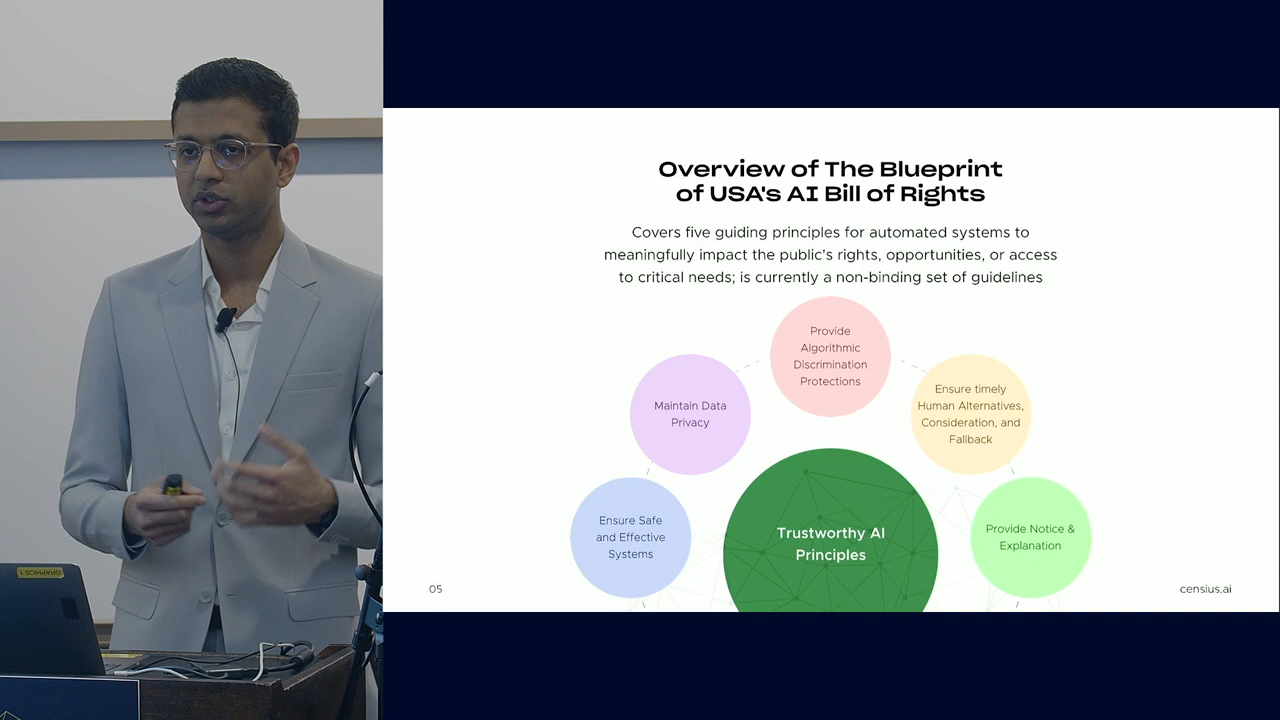 Overview of The Blueprint
of USA's AI Bill of Rights
Covers five guiding principles for automated systems to
meaningfully impact the public's rights, opportunities, or access
to critical needs; is currently a non-binding set of guidelines
Provide
Algorithmic
Discrimination
Protections
Maintain Data
Privacy
Ensure timely
Human Alternatives,
Consideration, and
Fallback
Ensure Safe
and Effective
Systems
Trustworthy AI
Principles
Provide Notice &
Explanation
05
censius.ai
GRAPHICS 1